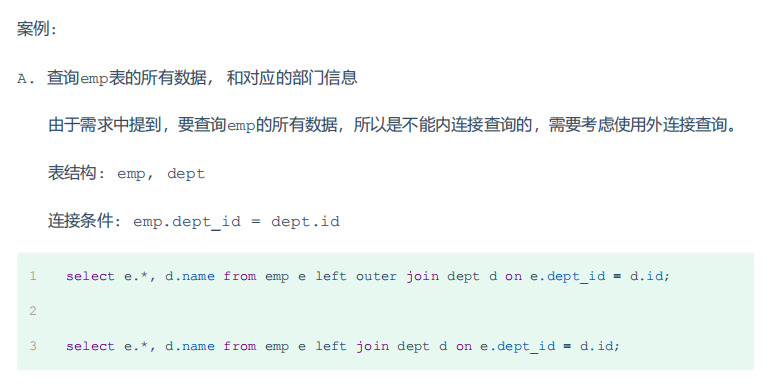 案例:
A. 查询emp表的所有数据, 和对应的部门信息
由于需求中提到，要查询emp的所有数据，所以是不能内连接查询的，需要考虑使用外连接查询。
表结构: emp, dept
连接条件: emp.dept_id = dept.id
1 select e.*, d.name from emp e left outer join dept d on e.dept_id = d.id;
2
3 select e.*, d.name from emp e left join dept d on e.dept_id = d.id;